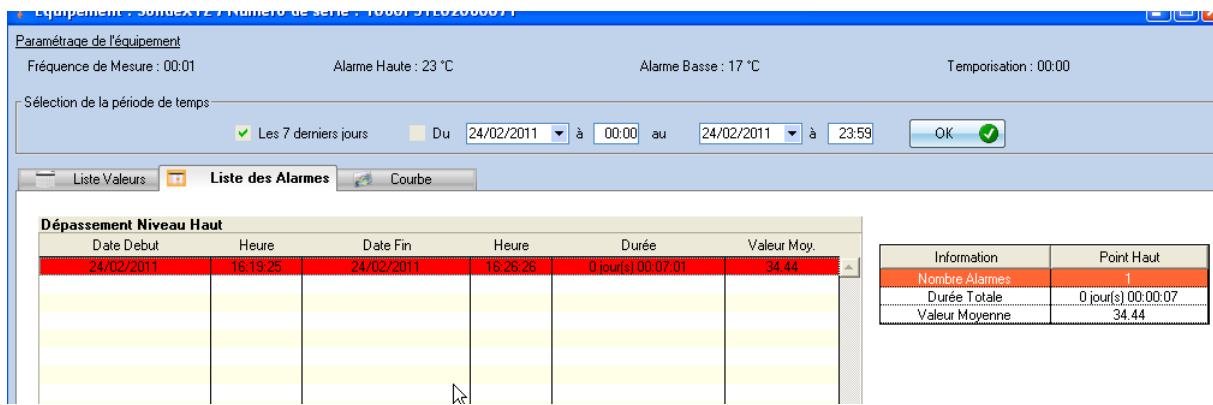 Equipement :
Paramétrage de l'équipement
Fréquence de Mesure : 00:01 Alarme Haute : 23 °C Alarme Basse : 17 °C Temporisation : 00:00
Sélection de la période de temps
Les 7 derniers jours Du 24/02/2011 à 00:00 au 24/02/2011 à 23:59 OK
Liste Valeurs Liste des Alarmes Courbe
Dépassement Niveau Haut
Date Debut Heure Date Fin Heure Durée Valeur Moy.
24/02/2011 16:19:25 24/02/2011 16:26:26 0 jour(s) 00:07:01 34.44
Information Point Haut
Nombre Alarmes 1
Durée Totale 0 jour(s) 00:00:07
Valeur Moyenne 34.44